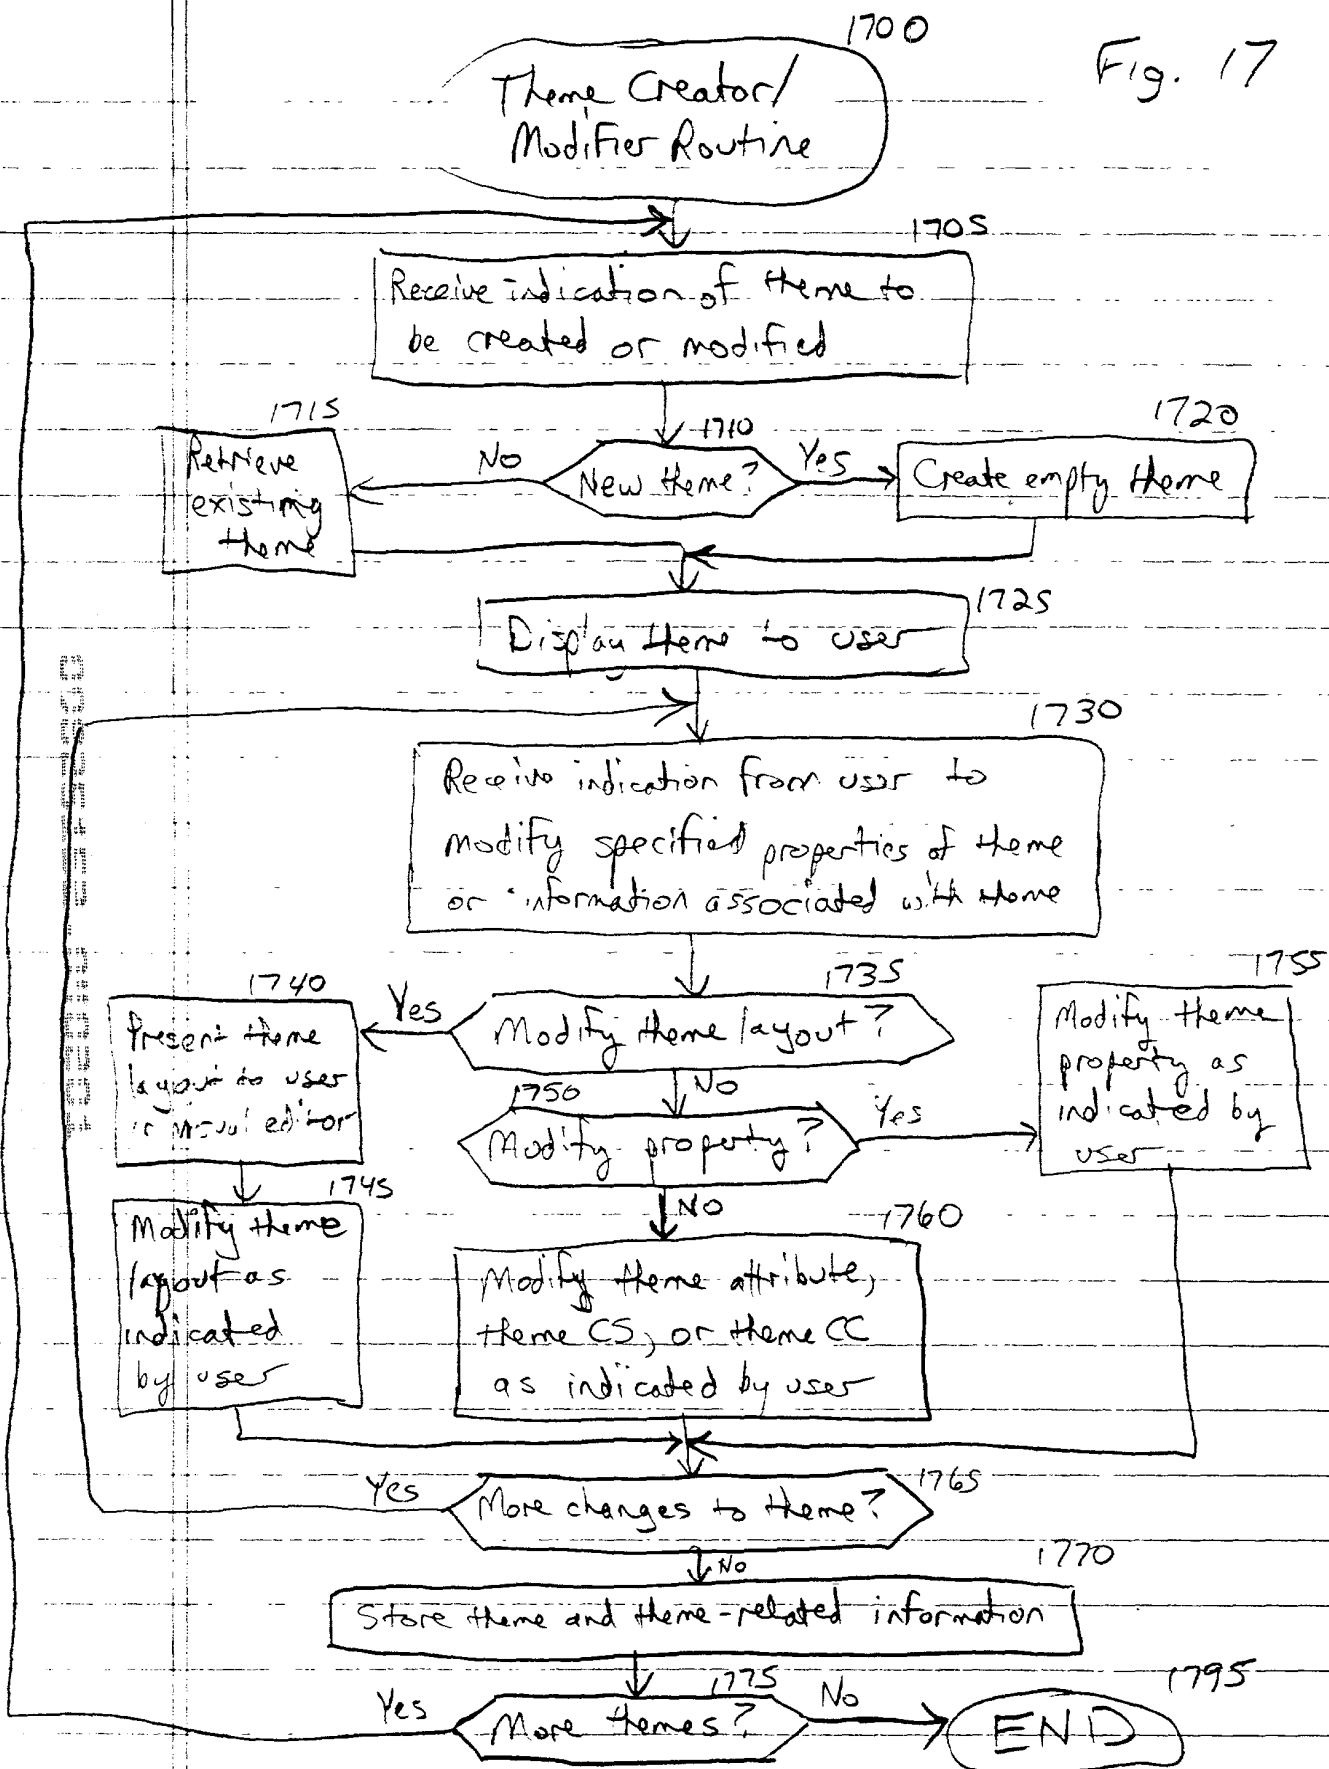 1700
Fig. 17
Theme Creator/
Modifier Routine
1705
Receive indication of theme to
be created or modified
1715
1710
1720
Retrieve
existing
theme
No
New theme?
Yes
Create empty theme
1725
Display theme to user
1730
Receive indication from user to
modify specified properties of theme
or information associated with theme
1740
1735
1755
Present theme
layout to user
in visual editor
Yes
Modify theme layout?
Modify theme
property as
indicated by
user
No
1750
Modify property?
Yes
1745
Modify theme
layout as
indicated
by user
No
1760
Modify theme attribute,
theme CS, or theme CC
as indicated by user
Yes
1765
More changes to theme?
No
1770
Store theme and theme-related information
1775
1795
Yes
More themes?
No
END